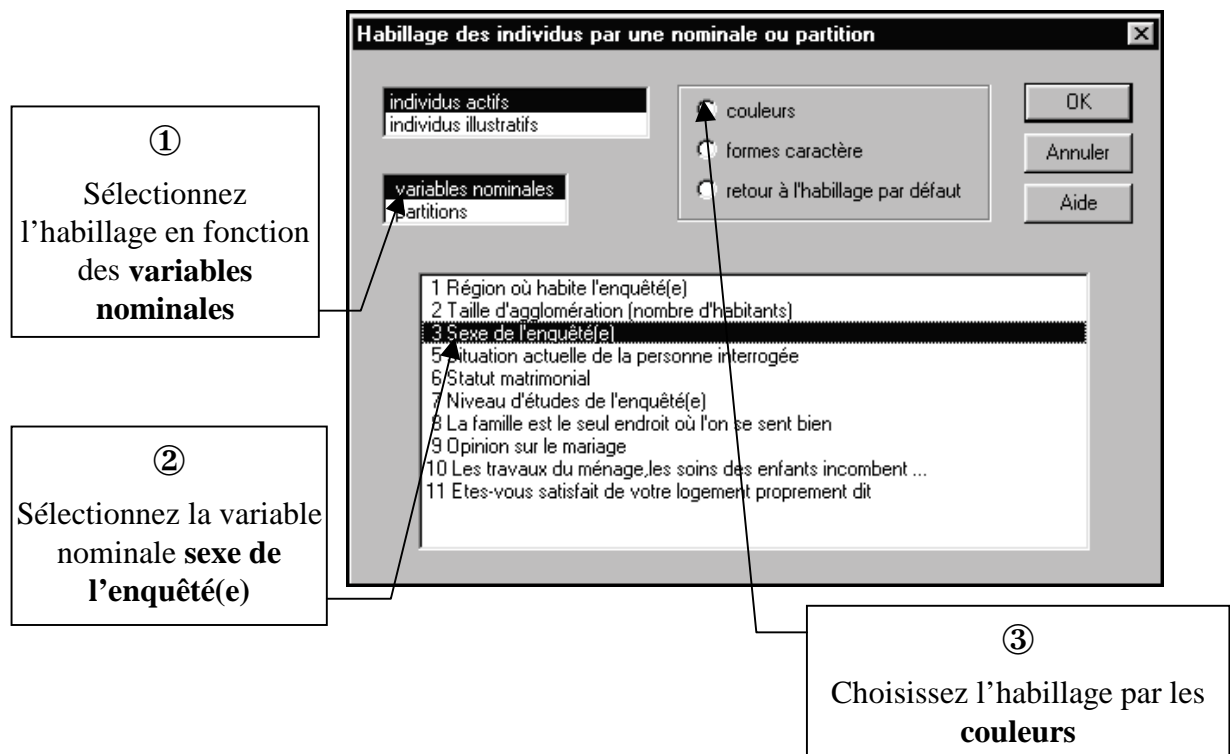 Habillage des individus par une nominale ou partition
individus actifs
individus illustratifs
variables nominales
partitions
couleurs
formes caractère
retour à l'habillage par défaut
OK
Annuler
Aide
1 Région où habite l'enquêté(e)
2 Taille d'agglomération (nombre d'habitants)
3 Sexe de l'enquêté(e)
5 Situation actuelle de la personne interrogée
6 Statut matrimonial
7 Niveau d'études de l'enquêté(e)
8 La famille est le seul endroit où l'on se sent bien
9 Opinion sur le mariage
10 Les travaux du ménage,les soins des enfants incombent ...
11 Etes-vous satisfait de votre logement proprement dit
①
Sélectionnez
l’habillage en fonction
des variables
nominales
②
Sélectionnez la variable
nominale sexe de
l’enquêté(e)
③
Choisissez l’habillage par les
couleurs